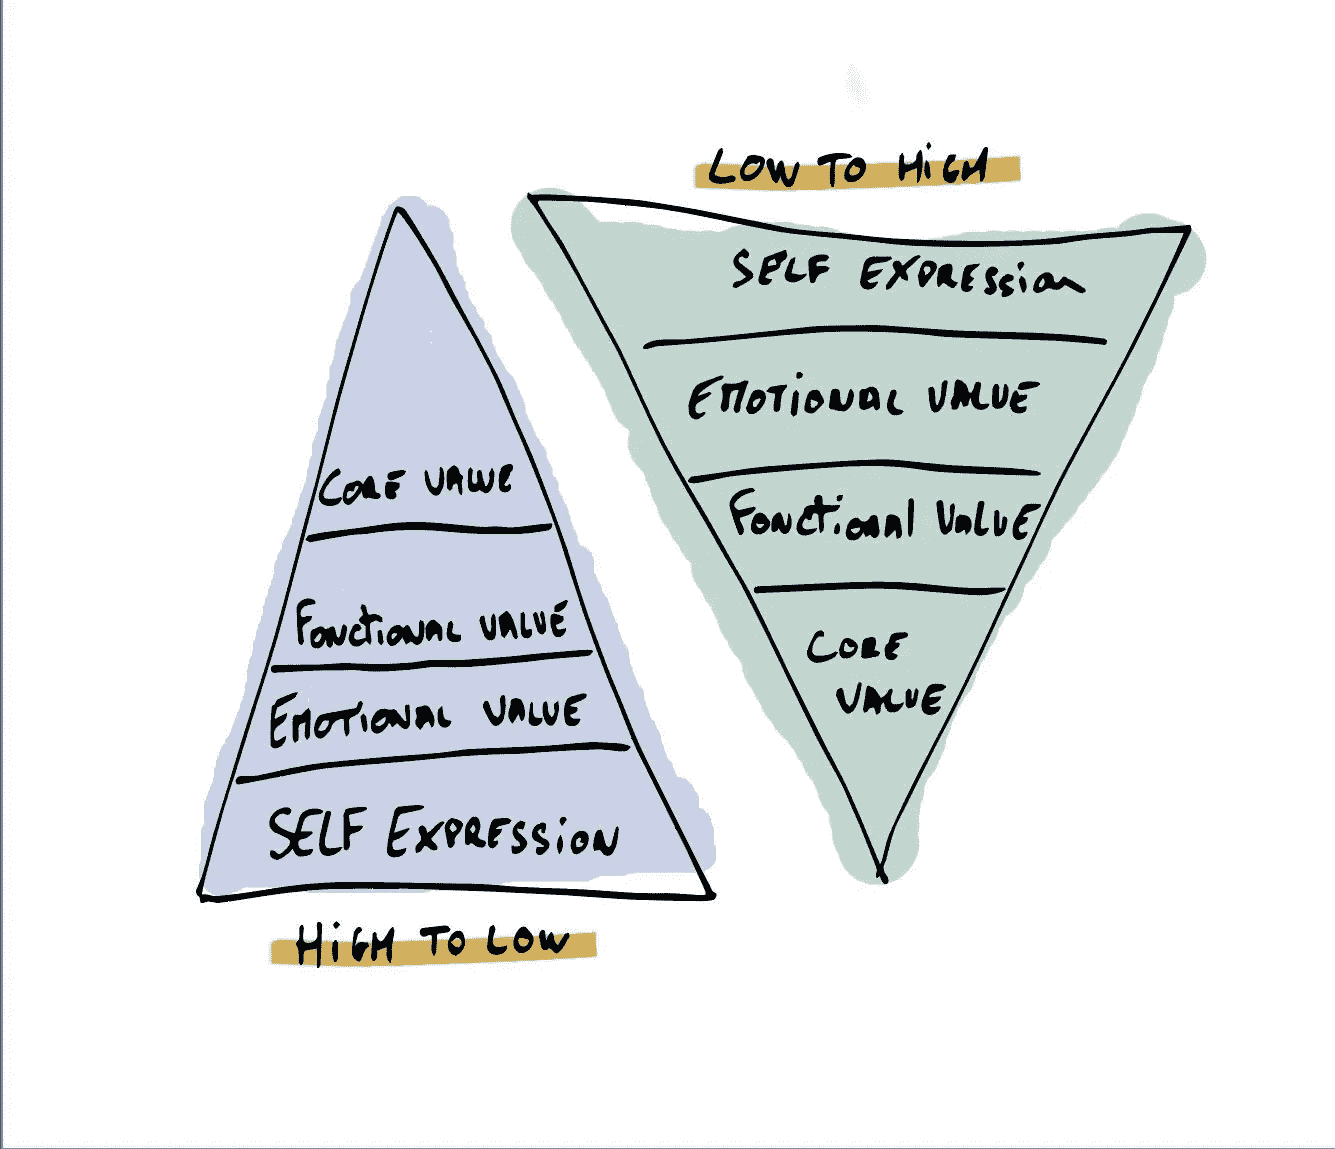 CORE VALUE
FONCTIONAL VALUE
EMOTIONAL VALUE
SELF EXPRESSION
HIGH TO LOW
LOW TO HIGH
SELF EXPRESSION
EMOTIONAL VALUE
FONCTIONAL VALUE
CORE
VALUE